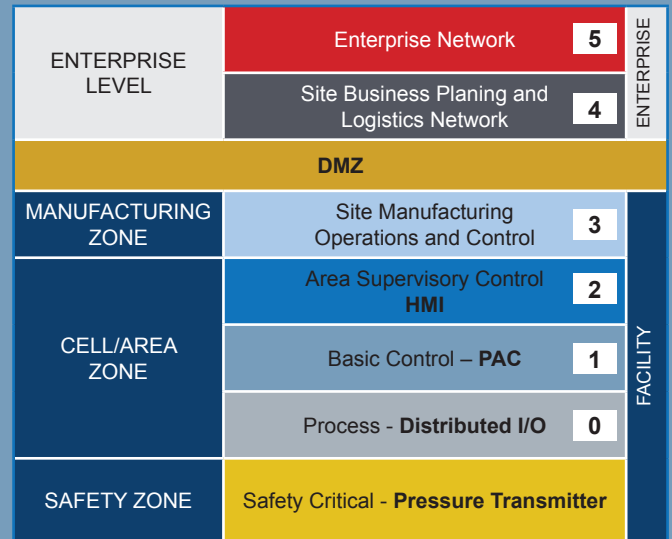 ENTERPRISE
LEVEL
Enterprise Network 5
Site Business Planing and
Logistics Network 4
ENTERPRISE
DMZ
MANUFACTURING
ZONE
Site Manufacturing
Operations and Control 3
CELL/AREA
ZONE
Area Supervisory Control
HMI 2
Basic Control – PAC 1
Process - Distributed I/O 0
FACILITY
SAFETY ZONE
Safety Critical - Pressure Transmitter